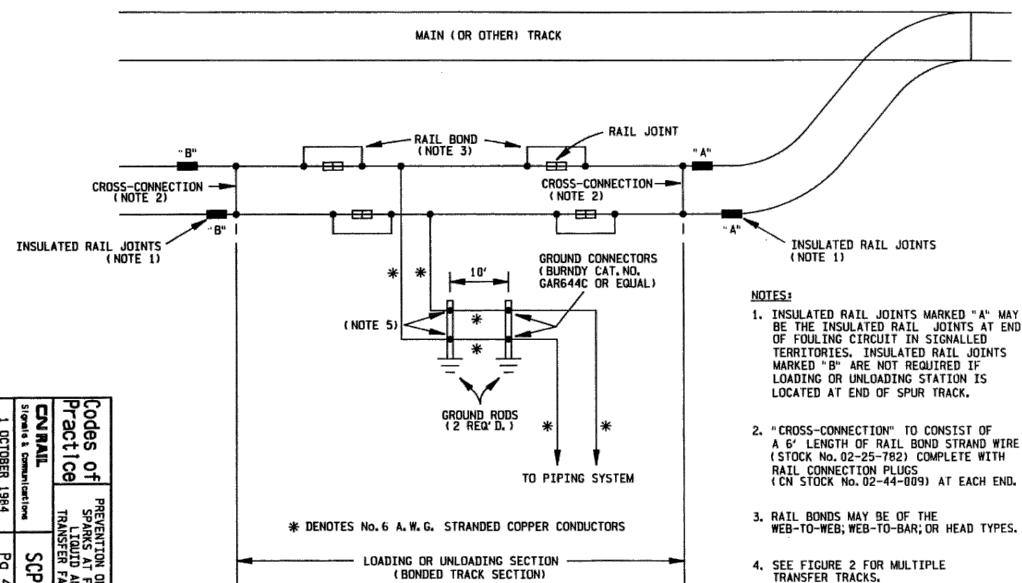 MAIN (OR OTHER) TRACK
RAIL BOND
(NOTE 3)
RAIL JOINT
"B"
"A"
CROSS-CONNECTION
(NOTE 2)
CROSS-CONNECTION
(NOTE 2)
"B"
"A"
INSULATED RAIL JOINTS
(NOTE 1)
INSULATED RAIL JOINTS
(NOTE 1)
GROUND CONNECTORS
(BURNDY CAT. NO.
GAR644C OR EQUAL)
* *
10'
(NOTE 5)
*
*
GROUND RODS
(2 REQ'D.)
* *
TO PIPING SYSTEM
* DENOTES No. 6 A. W. G. STRANDED COPPER CONDUCTORS
LOADING OR UNLOADING SECTION
(BONDED TRACK SECTION)
NOTES:
1. INSULATED RAIL JOINTS MARKED "A" MAY
BE THE INSULATED RAIL JOINTS AT END
OF FOULING CIRCUIT IN SIGNALLED
TERRITORIES. INSULATED RAIL JOINTS
MARKED "B" ARE NOT REQUIRED IF
LOADING OR UNLOADING STATION IS
LOCATED AT END OF SPUR TRACK.
2. "CROSS-CONNECTION" TO CONSIST OF
A 6' LENGTH OF RAIL BOND STRAND WIRE
(STOCK No. 02-25-782) COMPLETE WITH
RAIL CONNECTION PLUGS
(CN STOCK No. 02-44-009) AT EACH END.
3. RAIL BONDS MAY BE OF THE
WEB-TO-WEB; WEB-TO-BAR; OR HEAD TYPES.
4. SEE FIGURE 2 FOR MULTIPLE
TRANSFER TRACKS.
Codes of
Practice
PREVENTION
SPARKS AT
LIQUID
TRANSFER
CN RAIL
Signals & Communications
SCP
1 OCTOBER 1984
Pg